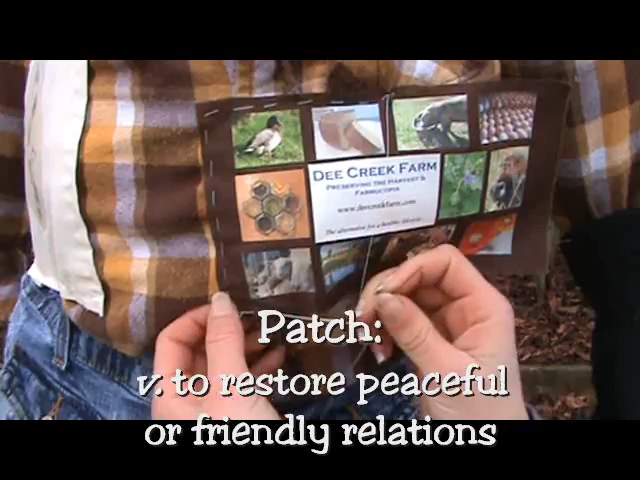 DEE CREEK FARM
PRESERVING THE HARVEST &
FARMUCOPIA
www.deecreekfarm.com
The alternative for a healthy lifestyle
Patch:
v. to restore peaceful
or friendly relations